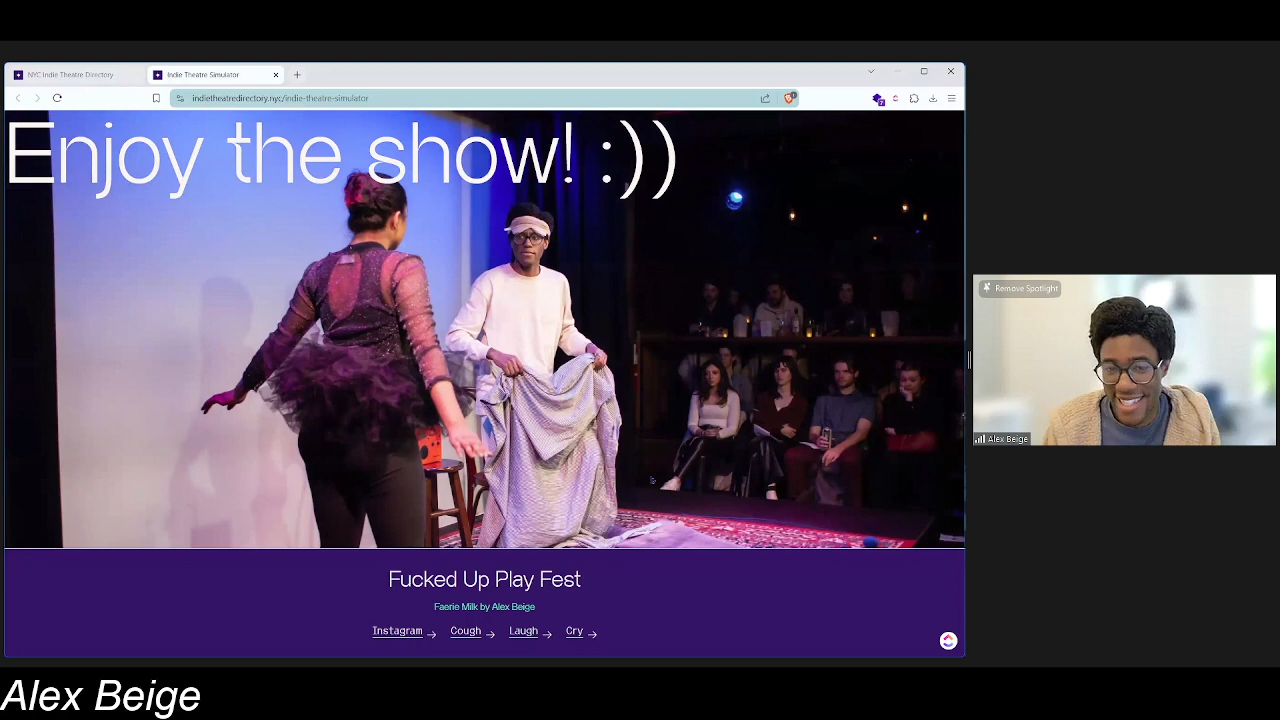 NYC Indie Theatre Directory
Indie Theatre Simulator
indietheatredirectory.nyc/indie-theatre-simulator
Enjoy the show! :))
Remove Spotlight
Alex Beige
Fucked Up Play Fest
Faerie Milk by Alex Beige
Instagram → Cough → Laugh → Cry →
Alex Beige